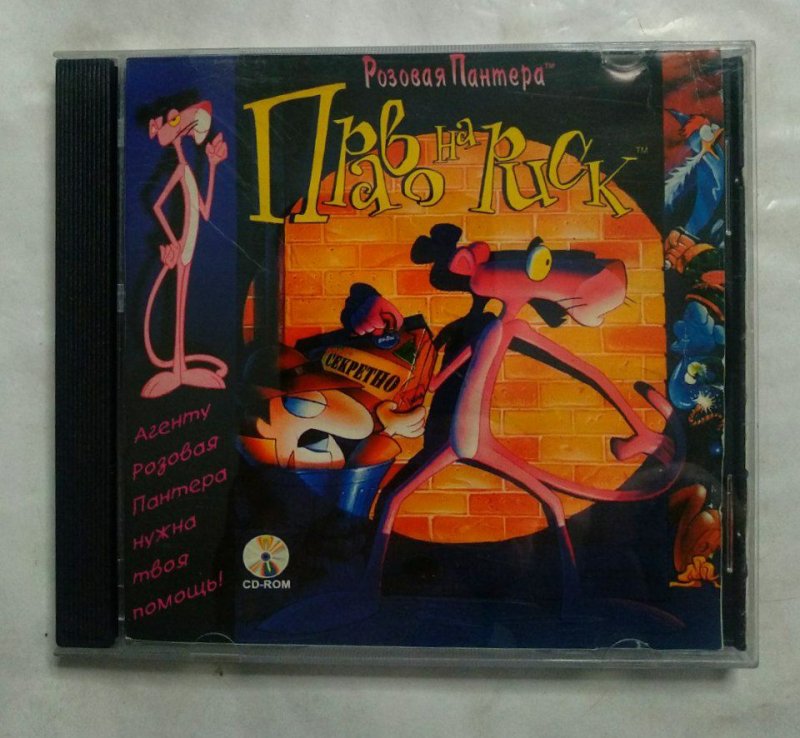 Розовая Пантера™
Право на Риск™
СЕКРЕТНО
Агенту
Розовая
Пантера
нужна
твоя
помощь!
CD-ROM